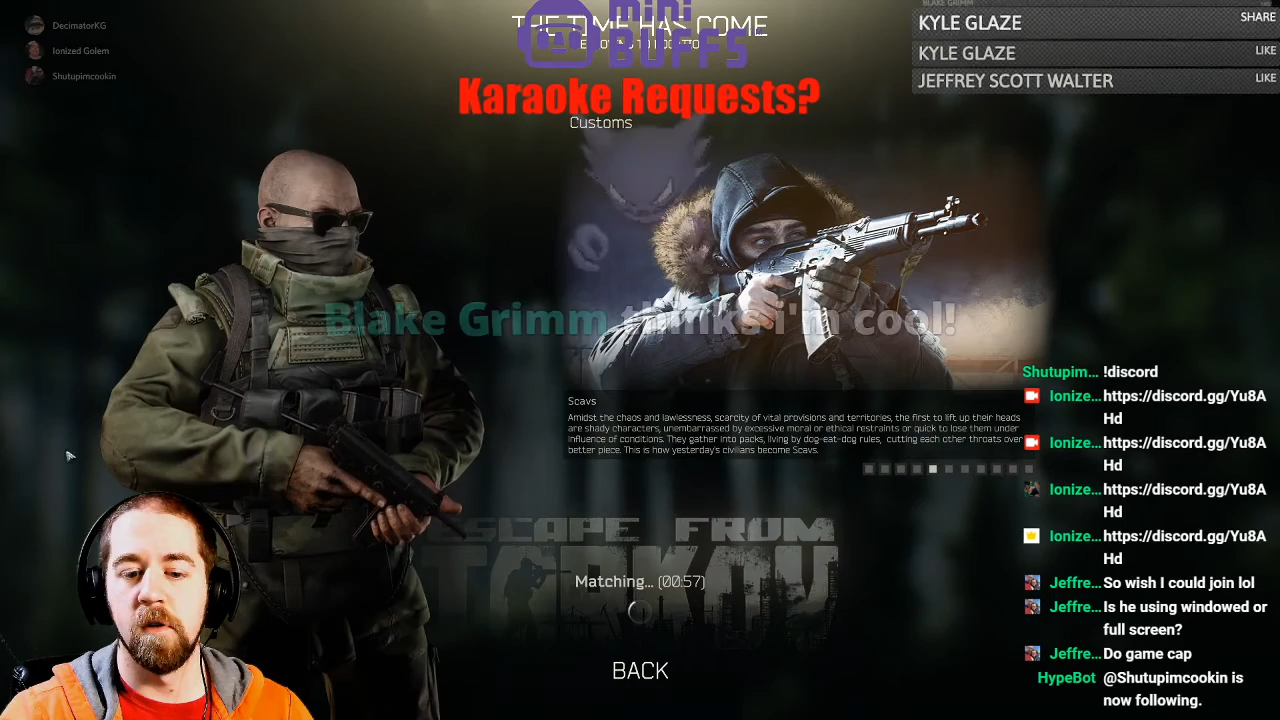 DecimatorKG
Ionized Golem
Shutupimcookin
THE TIME HAS COME
mini
BUFFS
Karaoke Requests?
Customs
BLAKE GRIMM
KYLE GLAZE SHARE
KYLE GLAZE LIKE
JEFFREY SCOTT WALTER LIKE
Blake Grimm thinks i'm cool!
Scavs
Amidst the chaos and lawlessness, scarcity of vital provisions and territories, the first to lift up their heads
are shady characters, unembarrassed by excessive moral or ethical restraints or quick to lose them under
influence of conditions. They gather into packs, living by dog-eat-dog rules, cutting each other throats over
better piece. This is how yesterday's civilians become Scavs.
ESCAPE FROM
TARKOV
Matching... (00:57)
BACK
Shutupim... !discord
Ionize... https://discord.gg/Yu8A
Hd
Ionize... https://discord.gg/Yu8A
Hd
Ionize... https://discord.gg/Yu8A
Hd
Ionize... https://discord.gg/Yu8A
Hd
Jeffre... So wish I could join lol
Jeffre... Is he using windowed or
full screen?
Jeffre... Do game cap
HypeBot @Shutupimcookin is
now following.